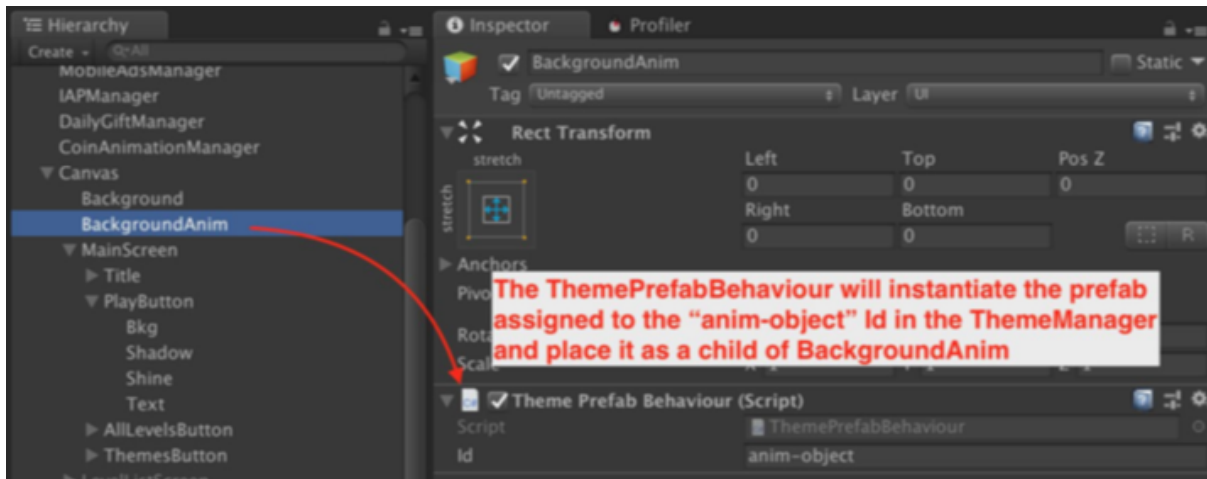 Hierarchy
Create
All
MobileAdsManager
IAPManager
DailyGiftManager
CoinAnimationManager
Canvas
Background
BackgroundAnim
MainScreen
Title
PlayButton
Bkg
Shadow
Shine
Text
AllLevelsButton
ThemesButton
LevelListScreen
Inspector Profiler
BackgroundAnim Static
Tag Untagged Layer UI
Rect Transform
stretch Left Top Pos Z
stretch 0 0 0
Right Bottom
0 0 R
Anchors
The ThemePrefabBehaviour will instantiate the prefab
assigned to the “anim-object” Id in the ThemeManager
and place it as a child of BackgroundAnim
Scale
Theme Prefab Behaviour (Script)
Script ThemePrefabBehaviour
Id anim-object